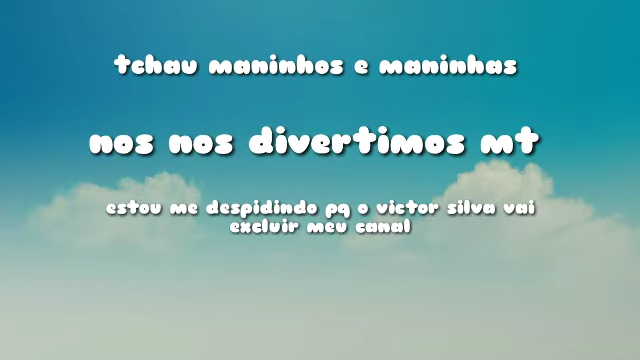 tchau maninhos e maninhas
nos nos divertimos mt
estou me despidindo pq o victor silva vai
excluir meu canal